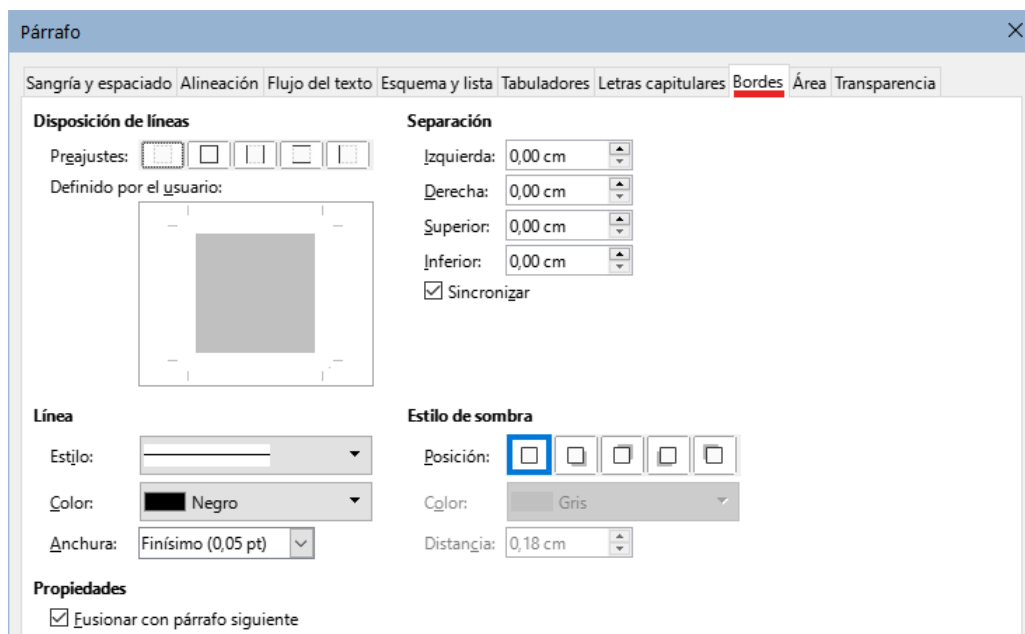 Párrafo
Sangría y espaciado Alineación Flujo del texto Esquema y lista Tabuladores Letras capitulares Bordes Área Transparencia
Disposición de líneas
Preajustes:
Definido por el usuario:
Separación
Izquierda: 0,00 cm
Derecha: 0,00 cm
Superior: 0,00 cm
Inferior: 0,00 cm
Sincronizar
Línea
Estilo:
Color: Negro
Anchura: Finísimo (0,05 pt)
Estilo de sombra
Posición:
Color: Gris
Distancia: 0,18 cm
Propiedades
Fusionar con párrafo siguiente